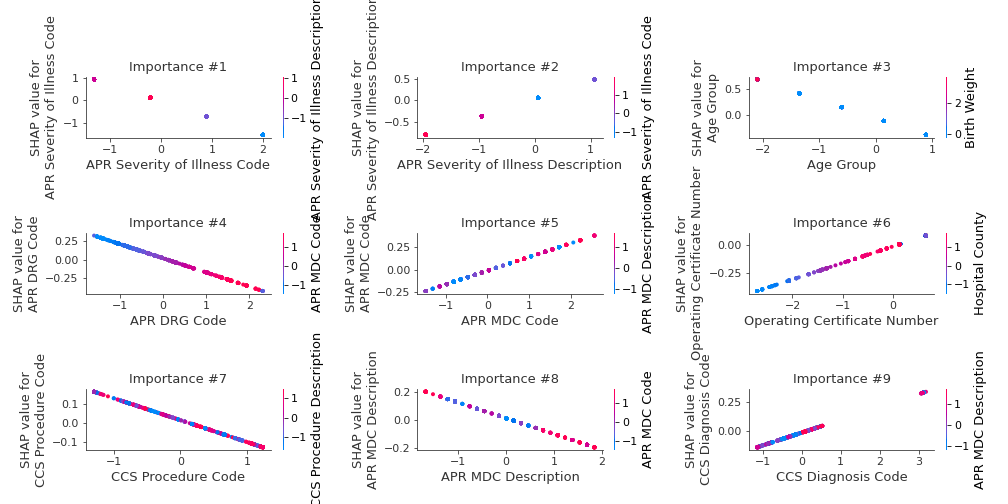 Importance #1
SHAP value for
APR Severity of Illness Code
1
0
−1
−1
0
1
2
APR Severity of Illness Code
1
0
−1
APR Severity of Illness Description
Importance #2
SHAP value for
APR Severity of Illness Description
0.5
0.0
−0.5
−2
−1
0
1
APR Severity of Illness Description
1
0
−1
APR Severity of Illness Code
Importance #3
SHAP value for
Age Group
0.5
0.0
−2
−1
0
1
Age Group
2
0
Birth Weight
Importance #4
SHAP value for
APR DRG Code
0.25
0.00
−0.25
−1
0
1
2
APR DRG Code
1
0
−1
APR MDC Code
Importance #5
SHAP value for
APR MDC Code
0.25
0.00
−0.25
−1
0
1
2
APR MDC Code
1
0
−1
APR MDC Description
Importance #6
SHAP value for
Operating Certificate Number
0.00
−0.25
−2
−1
0
Operating Certificate Number
1
0
−1
Hospital County
Importance #7
SHAP value for
CCS Procedure Code
0.1
0.0
−0.1
−1
0
1
CCS Procedure Code
1
0
−1
CCS Procedure Description
Importance #8
SHAP value for
APR MDC Description
0.2
0.0
−0.2
−1
0
1
2
APR MDC Description
1
0
−1
APR MDC Code
Importance #9
SHAP value for
CCS Diagnosis Code
0.25
0.00
−1
0
1
2
3
CCS Diagnosis Code
1
0
−1
APR MDC Description